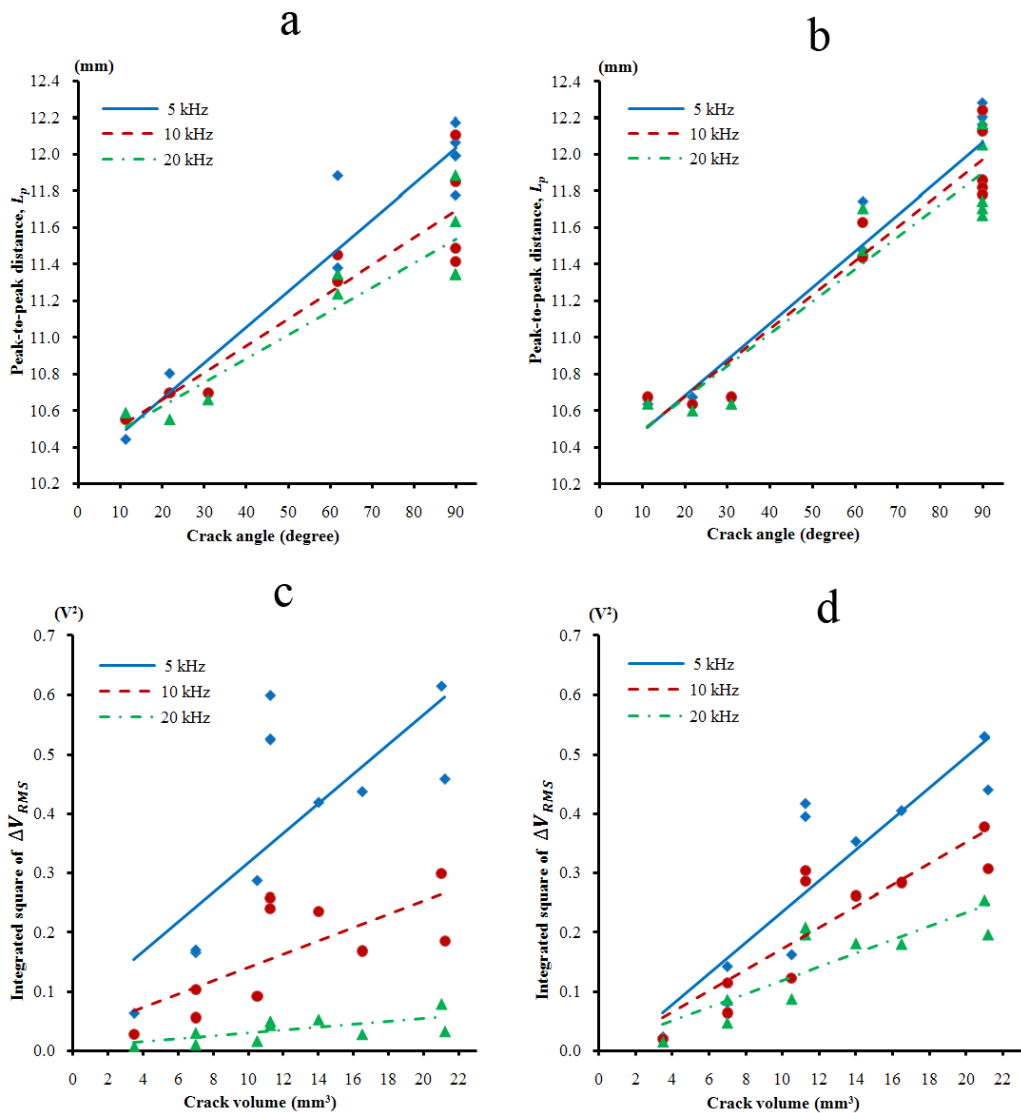 a
(mm)
12.4
12.2
12.0
11.8
11.6
11.4
11.2
11.0
10.8
10.6
10.4
10.2
5 kHz
10 kHz
20 kHz
Peak-to-peak distance, Lp
0 10 20 30 40 50 60 70 80 90
Crack angle (degree)
b
(mm)
12.4
12.2
12.0
11.8
11.6
11.4
11.2
11.0
10.8
10.6
10.4
10.2
5 kHz
10 kHz
20 kHz
Peak-to-peak distance, Lp
0 10 20 30 40 50 60 70 80 90
Crack angle (degree)
c
(V²)
0.7
0.6
0.5
0.4
0.3
0.2
0.1
0.0
5 kHz
10 kHz
20 kHz
Integrated square of ΔV RMS
0 2 4 6 8 10 12 14 16 18 20 22
Crack volume (mm³)
d
(V²)
0.7
0.6
0.5
0.4
0.3
0.2
0.1
0.0
5 kHz
10 kHz
20 kHz
Integrated square of ΔV RMS
0 2 4 6 8 10 12 14 16 18 20 22
Crack volume (mm³)